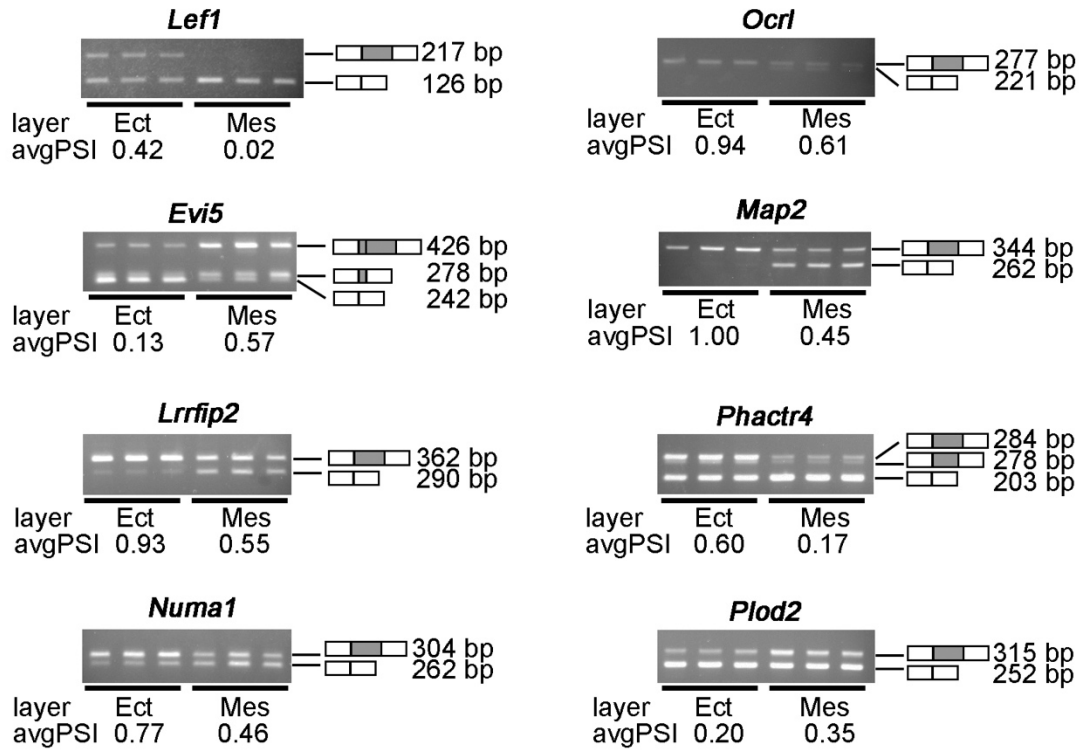 Lef1
217 bp
126 bp
layer Ect Mes
avgPSI 0.42 0.02
Ocrl
277 bp
221 bp
layer Ect Mes
avgPSI 0.94 0.61
Evi5
426 bp
278 bp
242 bp
layer Ect Mes
avgPSI 0.13 0.57
Map2
344 bp
262 bp
layer Ect Mes
avgPSI 1.00 0.45
Lrrfip2
362 bp
290 bp
layer Ect Mes
avgPSI 0.93 0.55
Phactr4
284 bp
278 bp
203 bp
layer Ect Mes
avgPSI 0.60 0.17
Numa1
304 bp
262 bp
layer Ect Mes
avgPSI 0.77 0.46
Plod2
315 bp
252 bp
layer Ect Mes
avgPSI 0.20 0.35